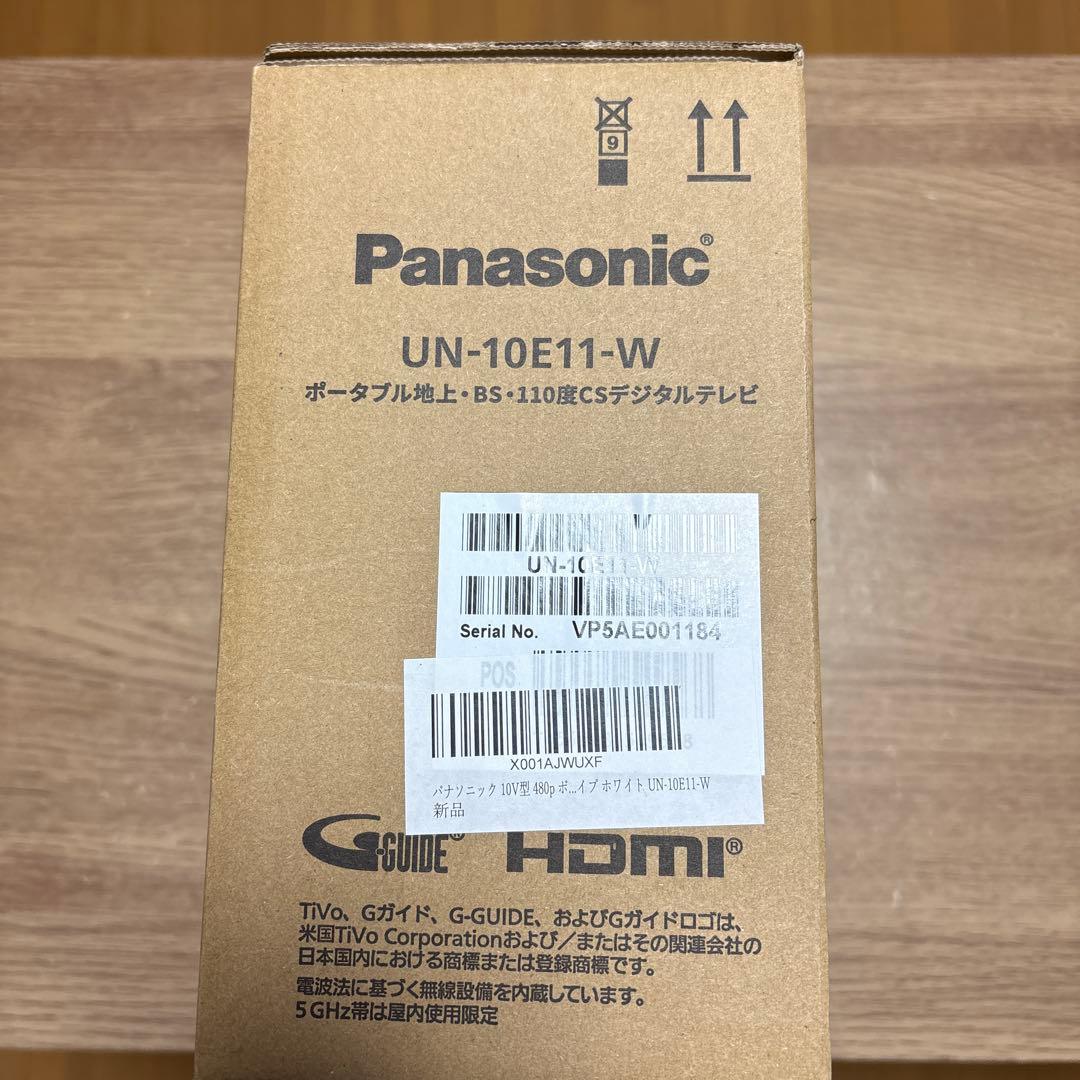 9
Panasonic®
UN-10E11-W
ポータブル地上・BS・110度CSデジタルテレビ
UN-10E11-W
Serial No. VP5AE001184
POS
X001AJWUXF
パナソニック 10V型 480p ポ...イブ ホワイト UN-10E11-W
新品
G-GUIDE® HDMI®
TiVo、Gガイド、G-GUIDE、およびGガイドロゴは、
米国TiVo Corporationおよび／またはその関連会社の
日本国内における商標または登録商標です。
電波法に基づく無線設備を内蔵しています。
5GHz帯は屋内使用限定